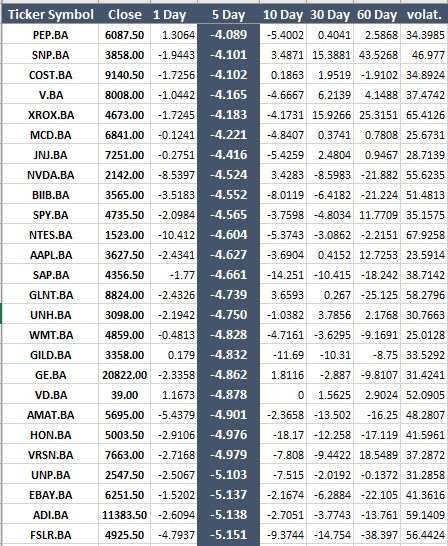 Ticker Symbol Close 1 Day 5 Day 10 Day 30 Day 60 Day volat.
PEP.BA 6087.50 1.3064 -4.089 -5.4002 0.4041 2.5868 34.3985
SNP.BA 3858.00 -1.9443 -4.101 3.4871 15.3881 43.5268 46.977
COST.BA 9140.50 -1.7256 -4.102 0.1863 1.9519 -1.9102 34.8924
V.BA 8008.00 -1.0442 -4.165 -4.6667 6.2139 4.1488 37.4742
XROX.BA 4673.00 -1.7245 -4.183 -4.1731 15.9266 25.3151 65.4126
MCD.BA 6841.00 -0.1241 -4.221 -4.8407 0.3741 0.7808 25.6731
JNJ.BA 7251.00 -0.2751 -4.416 -5.4259 2.4804 0.9467 28.7139
NVDA.BA 2142.00 -8.5397 -4.524 3.4283 -8.5983 -21.882 55.6235
BIIB.BA 3565.00 -3.5183 -4.552 -8.0119 -6.4182 -21.224 51.4813
SPY.BA 4735.50 -2.0984 -4.565 -3.7598 -4.8034 11.7709 35.1575
NTES.BA 1523.00 -10.412 -4.604 -5.3743 -3.0862 -2.2151 67.9258
AAPL.BA 3627.50 -2.4341 -4.627 -3.6904 0.4152 12.7253 23.5914
SAP.BA 4356.50 -1.77 -4.661 -14.251 -10.415 -18.242 38.7142
GLNT.BA 8824.00 -2.4326 -4.739 3.6593 0.267 -25.125 58.2796
UNH.BA 3098.00 -2.1942 -4.750 -1.0382 3.7856 2.1768 30.7663
WMT.BA 4859.00 -0.4813 -4.828 -4.7161 -3.6295 -9.1691 25.0128
GILD.BA 3358.00 0.179 -4.832 -11.69 -10.31 -8.75 33.5292
GE.BA 20822.00 -2.3358 -4.862 1.8116 -2.887 -9.8107 31.4241
VD.BA 39.00 1.1673 -4.878 0 1.5625 2.9024 52.0905
AMAT.BA 5695.00 -5.4379 -4.901 -2.3658 -13.502 -16.25 48.2807
HON.BA 5003.50 -2.9106 -4.976 -18.17 -12.258 -17.119 41.5961
VRSN.BA 7663.00 -2.7168 -4.979 -7.808 -9.4422 18.5489 37.2872
UNP.BA 2547.50 -2.5067 -5.103 -7.515 -2.0192 -0.1372 31.2858
EBAY.BA 6251.50 -1.5202 -5.137 -2.1674 -6.2884 -22.105 41.3616
ADI.BA 11383.50 -2.6094 -5.138 -2.7051 -3.7743 -13.761 59.1409
FSLR.BA 4925.50 -4.7937 -5.151 -9.3744 -14.754 -38.397 56.4424